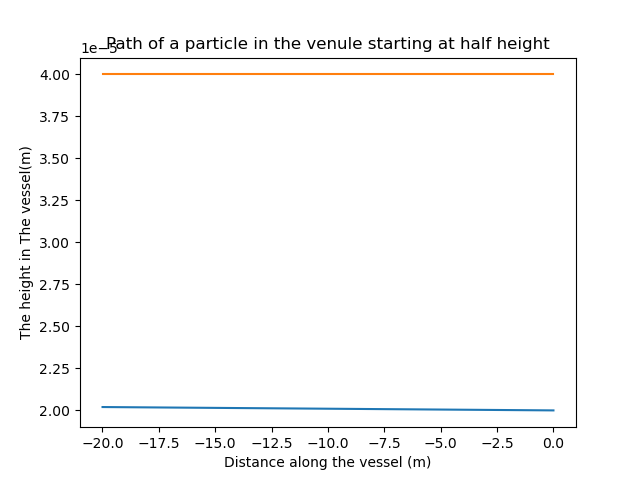 Path of a particle in the venule starting at half height
1e−5
4.00
3.75
3.50
3.25
3.00
2.75
2.50
2.25
2.00
The height in The vessel(m)
−20.0 −17.5 −15.0 −12.5 −10.0 −7.5 −5.0 −2.5 0.0
Distance along the vessel (m)